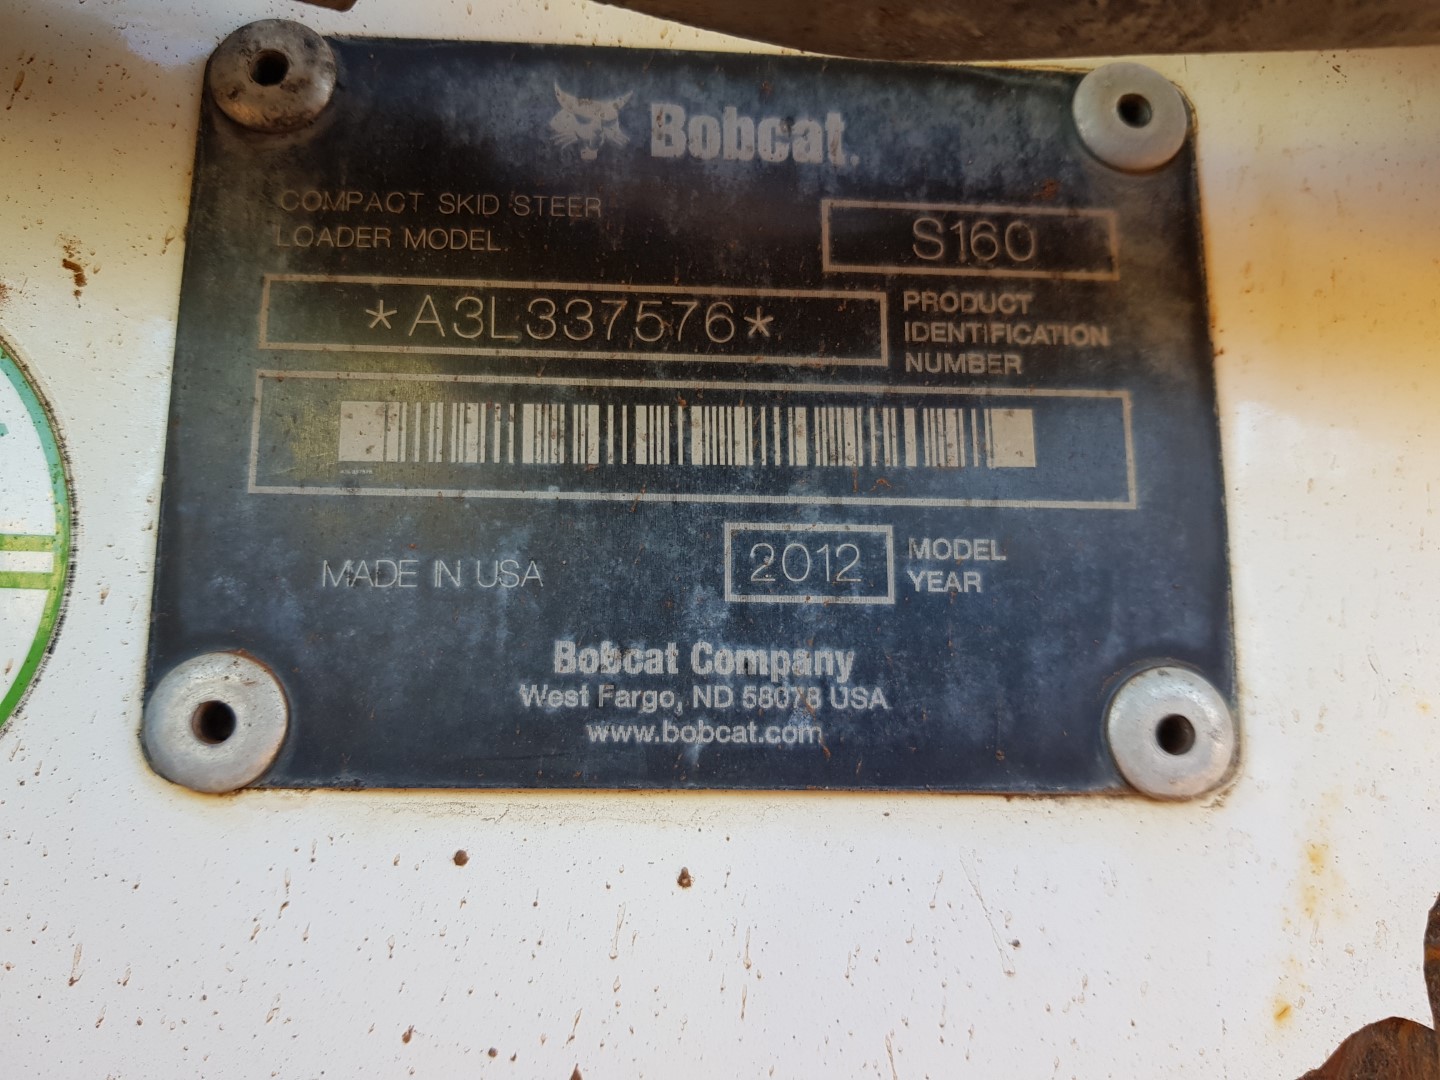 Bobcat.
COMPACT SKID STEER
LOADER MODEL
S160
*A3L337576*
PRODUCT
IDENTIFICATION
NUMBER
MADE IN USA
2012
MODEL
YEAR
Bobcat Company
West Fargo, ND 58078 USA
www.bobcat.com